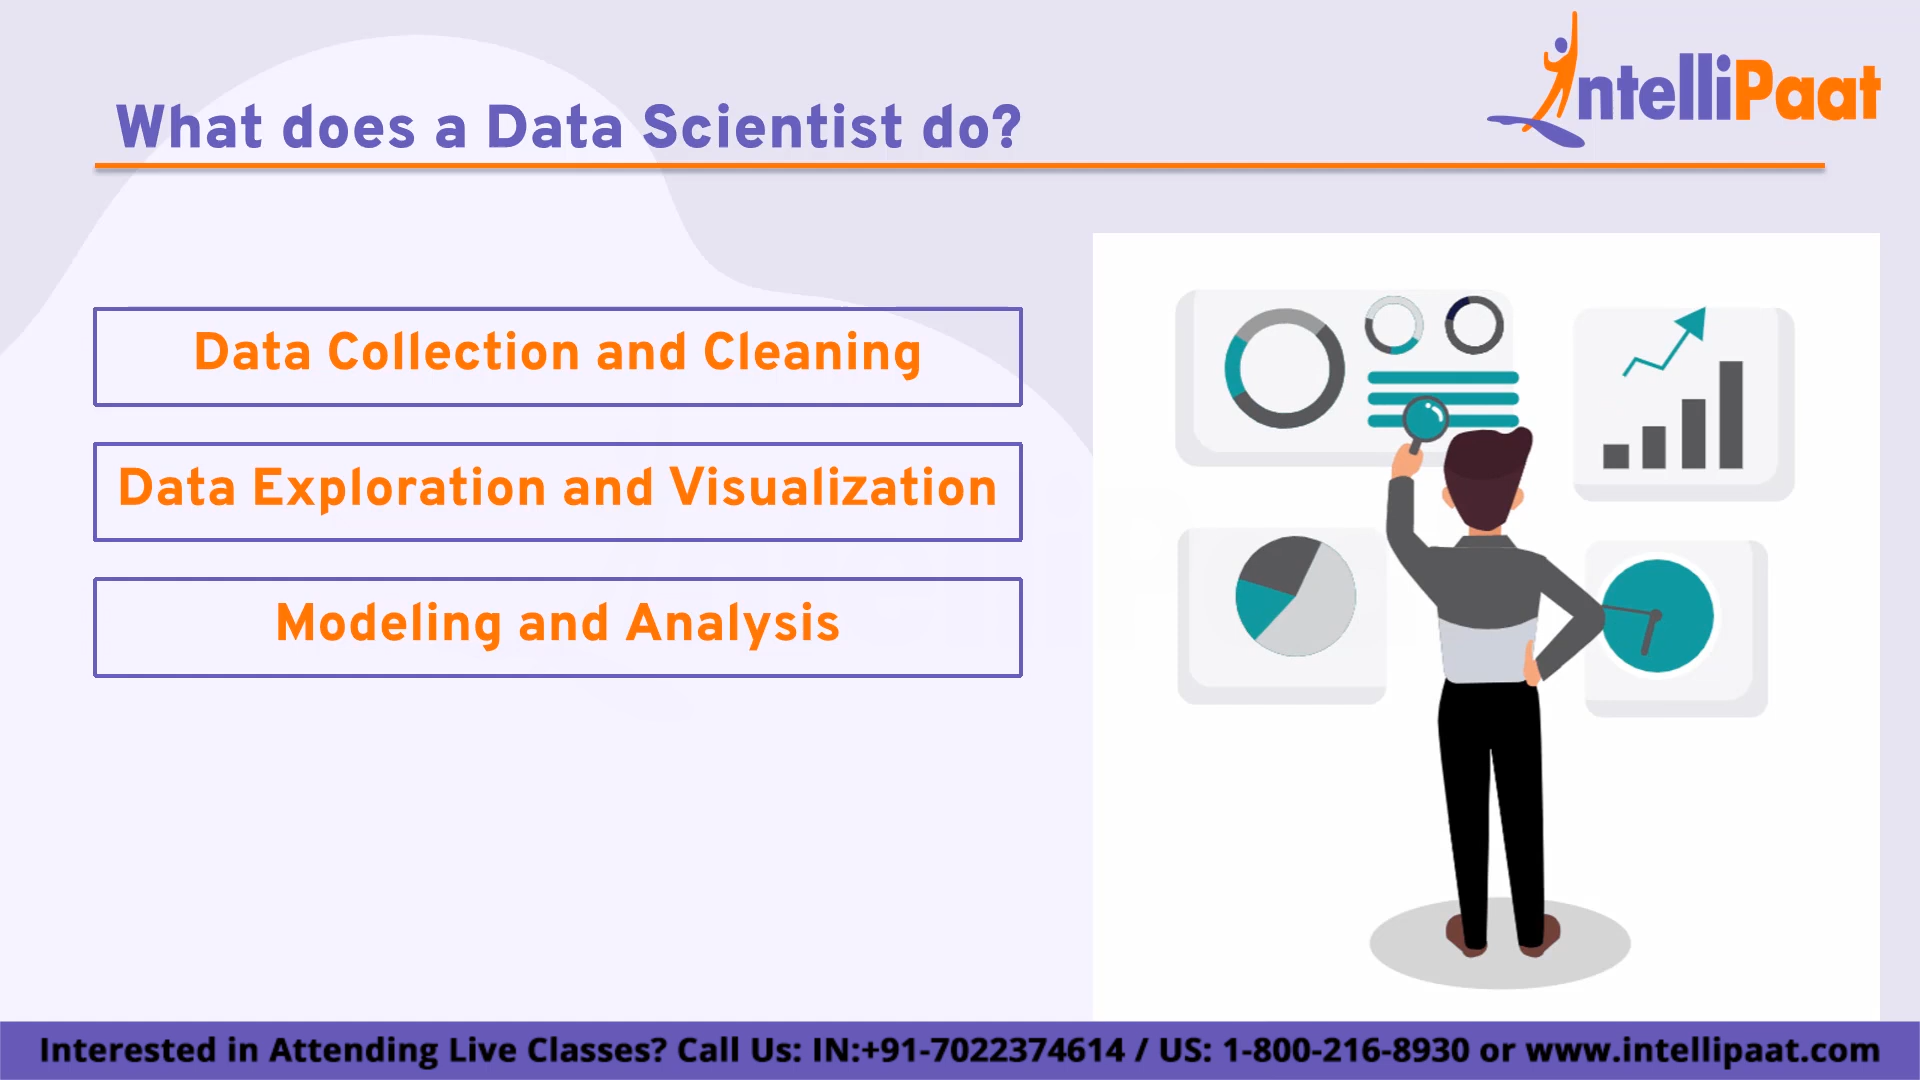 IntelliPaat
What does a Data Scientist do?
Data Collection and Cleaning
Data Exploration and Visualization
Modeling and Analysis
Interested in Attending Live Classes? Call Us: IN:+91-7022374614 / US: 1-800-216-8930 or www.intellipaat.com